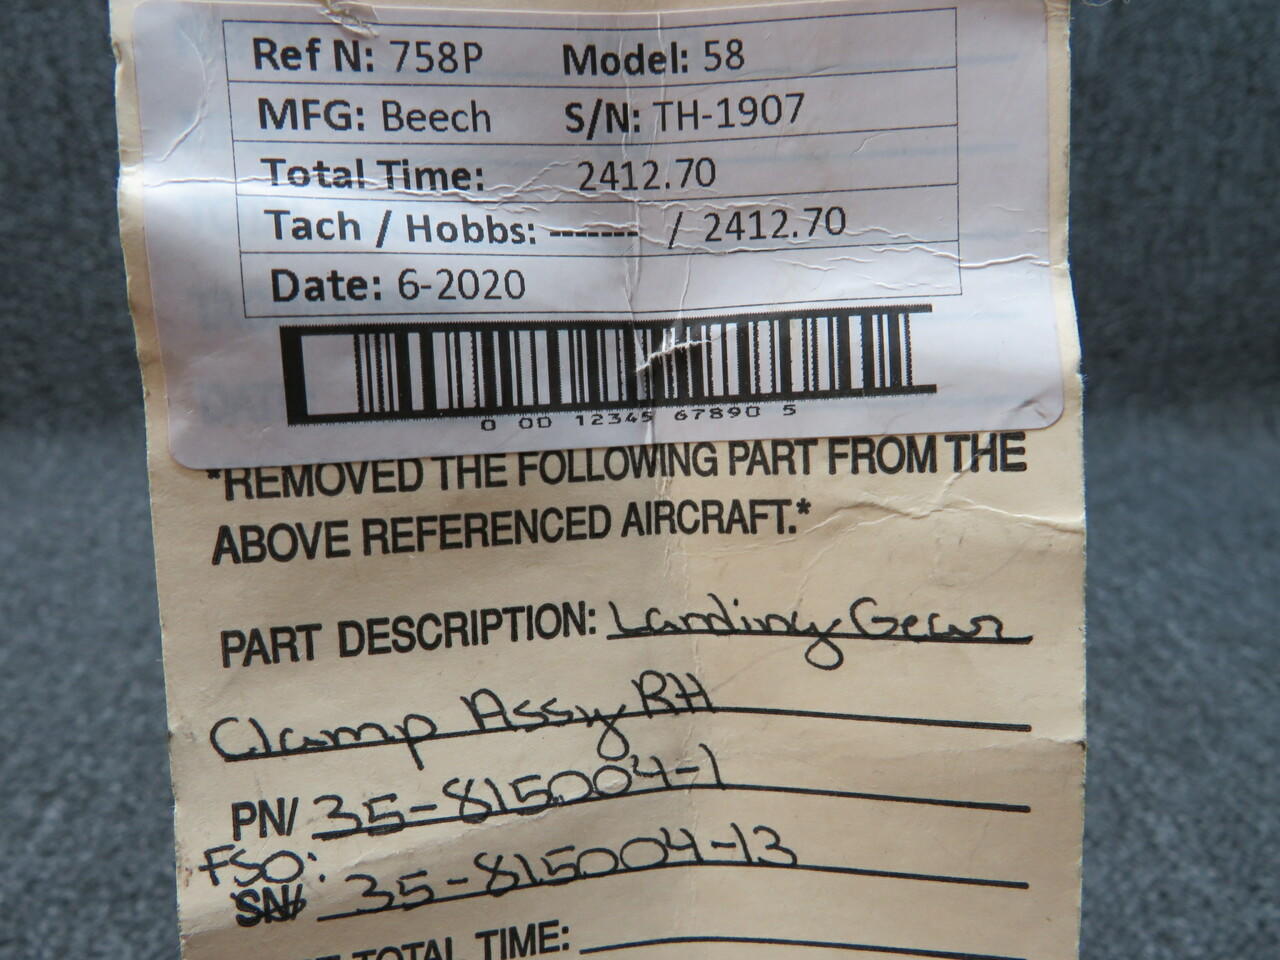 Ref N: 758P Model: 58
MFG: Beech S/N: TH-1907
Total Time: 2412.70
Tach / Hobbs: ------- / 2412.70
Date: 6-2020
0 00 12345 67890 5
*REMOVED THE FOLLOWING PART FROM THE
ABOVE REFERENCED AIRCRAFT.*
PART DESCRIPTION: Landing Gear
Clamp Assy RH
PN/ 35-815004-1
FSO:
SN/ 35-815004-13
TOTAL TIME: